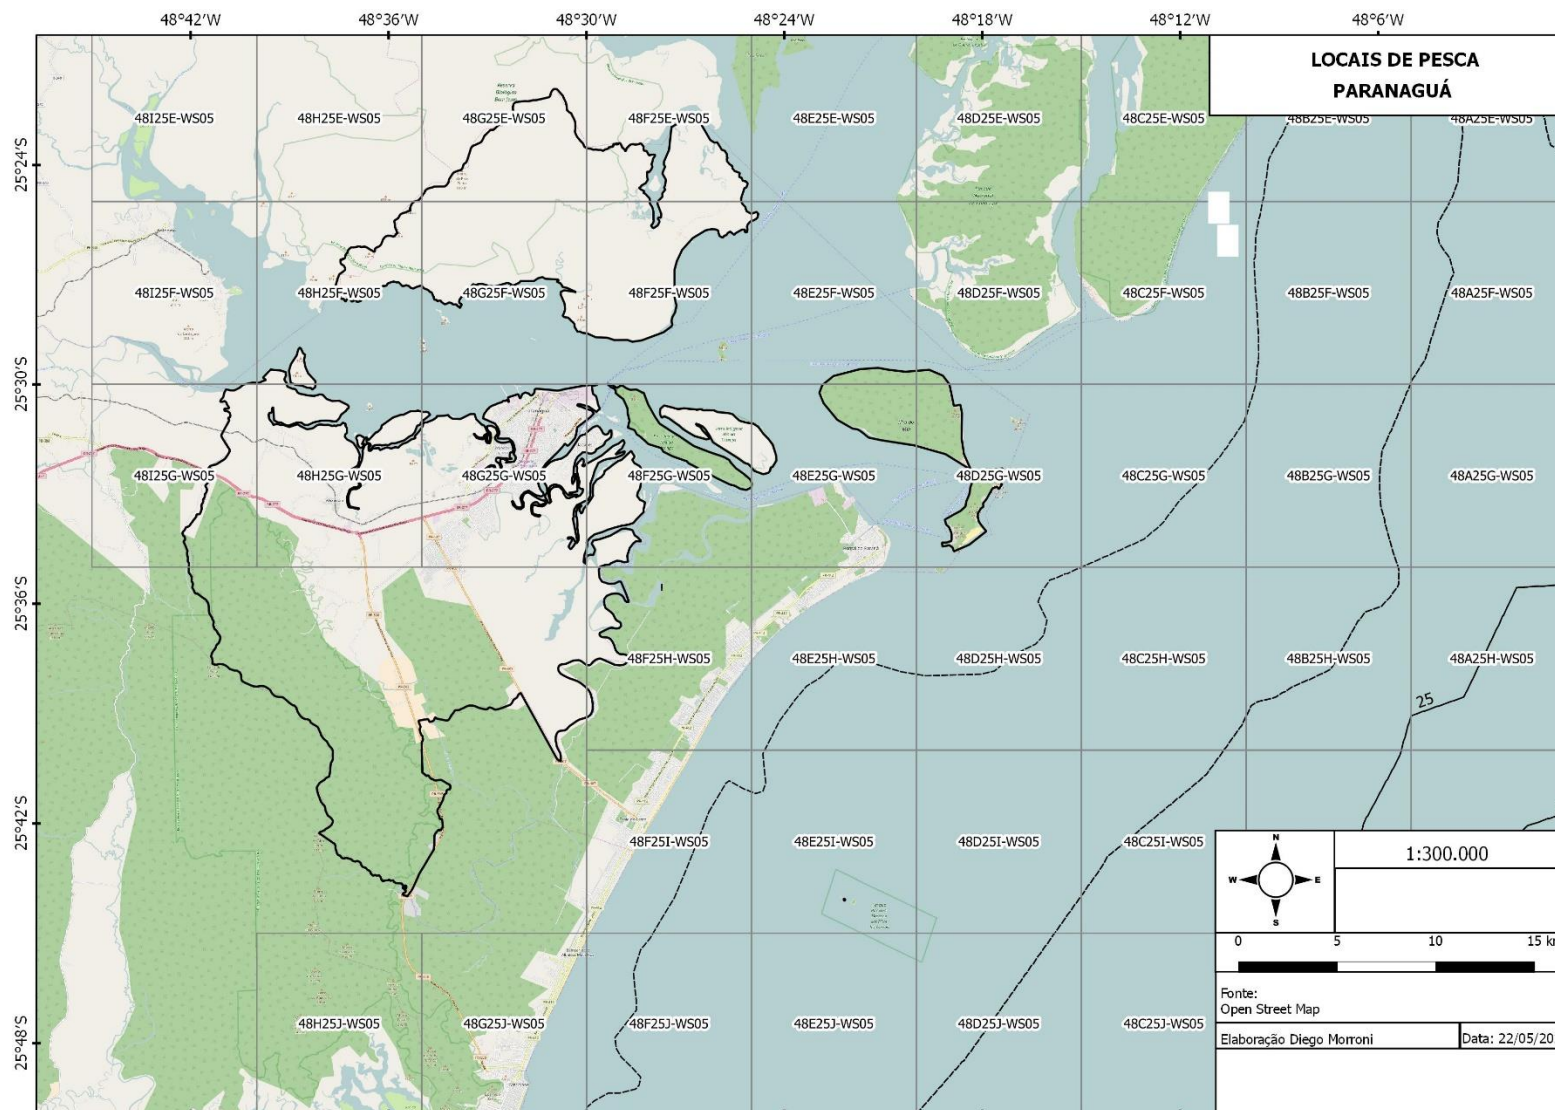 48°42'W 48°36'W 48°30'W 48°24'W 48°18'W 48°12'W 48°6'W
LOCAIS DE PESCA
PARANAGUÁ
48I25E-WS05 48H25E-WS05 48G25E-WS05 48F25E-WS05 48E25E-WS05 48D25E-WS05 48C25E-WS05 48B25E-WS05 48A25E-WS05
25°24'S
48I25F-WS05 48H25F-WS05 48G25F-WS05 48F25F-WS05 48E25F-WS05 48D25F-WS05 48C25F-WS05 48B25F-WS05 48A25F-WS05
25°30'S
48I25G-WS05 48H25G-WS05 48G25G-WS05 48F25G-WS05 48E25G-WS05 48D25G-WS05 48C25G-WS05 48B25G-WS05 48A25G-WS05
25°36'S
48F25H-WS05 48E25H-WS05 48D25H-WS05 48C25H-WS05 48B25H-WS05 48A25H-WS05
25
25°42'S
48F25I-WS05 48E25I-WS05 48D25I-WS05 48C25I-WS05
N
W E
S
1:300.000
0 5 10 15 km
Fonte:
Open Street Map
Elaboração Diego Morroni
Data: 22/05/20
25°48'S
48H25J-WS05 48G25J-WS05 48F25J-WS05 48E25J-WS05 48D25J-WS05 48C25J-WS05